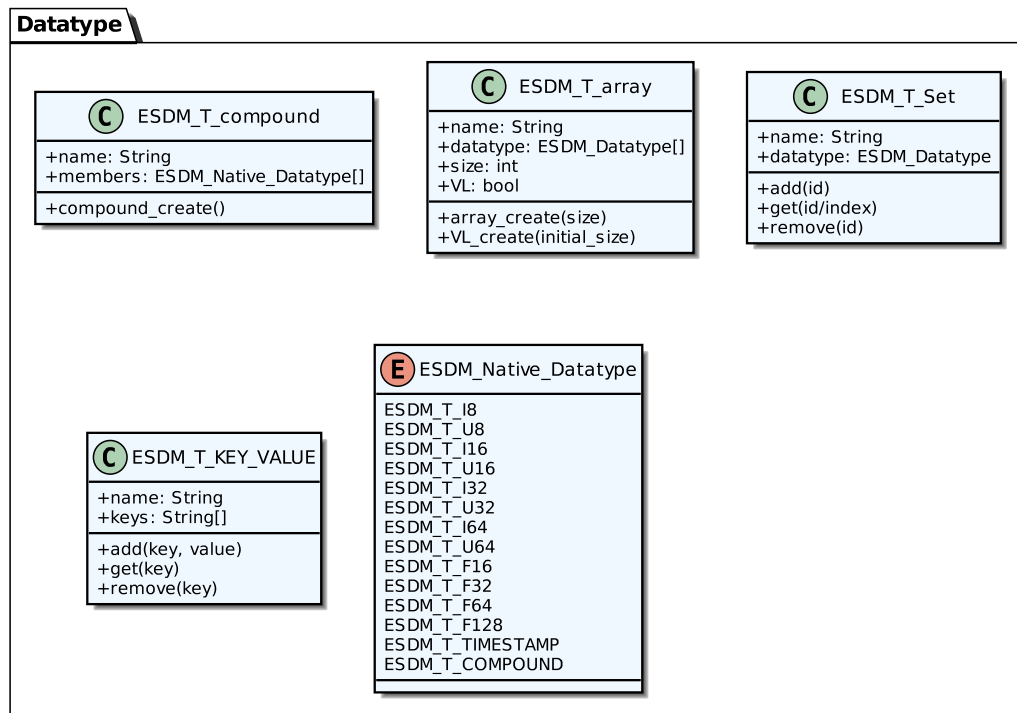 Datatype
C ESDM_T_compound
+name: String
+members: ESDM_Native_Datatype[]
+compound_create()
C ESDM_T_array
+name: String
+datatype: ESDM_Datatype[]
+size: int
+VL: bool
+array_create(size)
+VL_create(initial_size)
C ESDM_T_Set
+name: String
+datatype: ESDM_Datatype
+add(id)
+get(id/index)
+remove(id)
C ESDM_T_KEY_VALUE
+name: String
+keys: String[]
+add(key, value)
+get(key)
+remove(key)
E ESDM_Native_Datatype
ESDM_T_I8
ESDM_T_U8
ESDM_T_I16
ESDM_T_U16
ESDM_T_I32
ESDM_T_U32
ESDM_T_I64
ESDM_T_U64
ESDM_T_F16
ESDM_T_F32
ESDM_T_F64
ESDM_T_F128
ESDM_T_TIMESTAMP
ESDM_T_COMPOUND